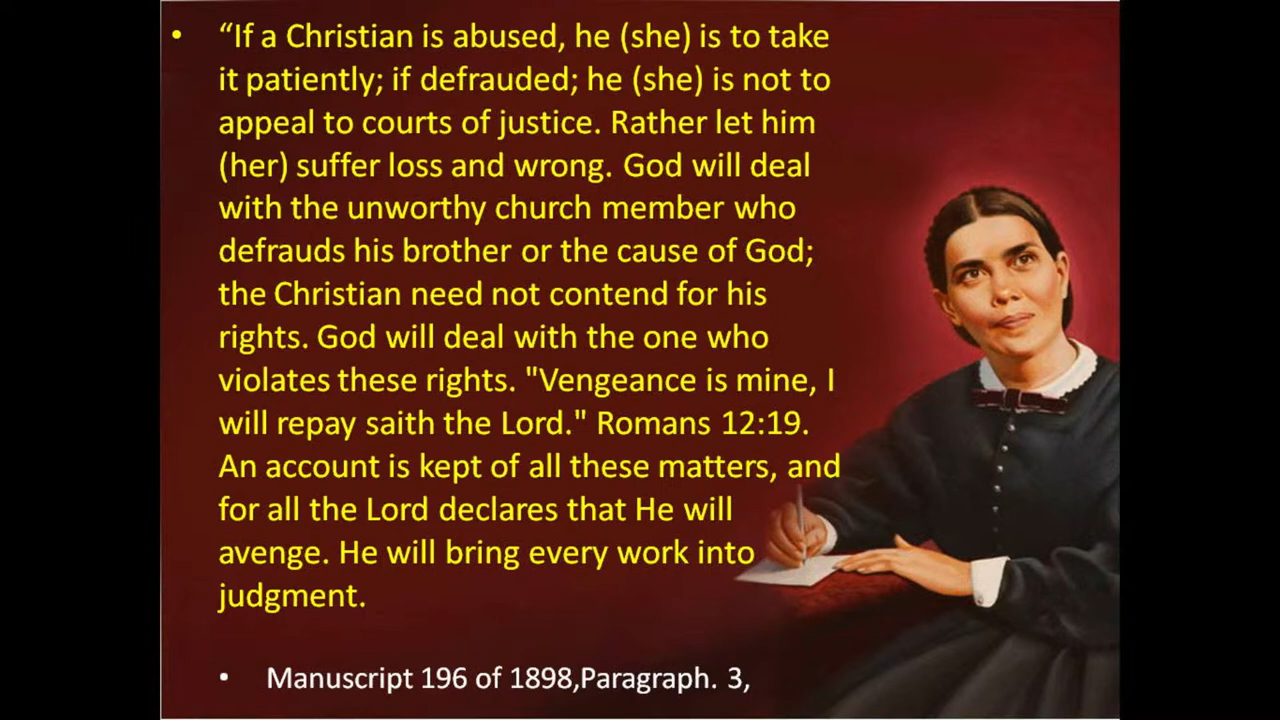 • “If a Christian is abused, he (she) is to take
it patiently; if defrauded; he (she) is not to
appeal to courts of justice. Rather let him
(her) suffer loss and wrong. God will deal
with the unworthy church member who
defrauds his brother or the cause of God;
the Christian need not contend for his
rights. God will deal with the one who
violates these rights. "Vengeance is mine, I
will repay saith the Lord." Romans 12:19.
An account is kept of all these matters, and
for all the Lord declares that He will
avenge. He will bring every work into
judgment.
• Manuscript 196 of 1898,Paragraph. 3,